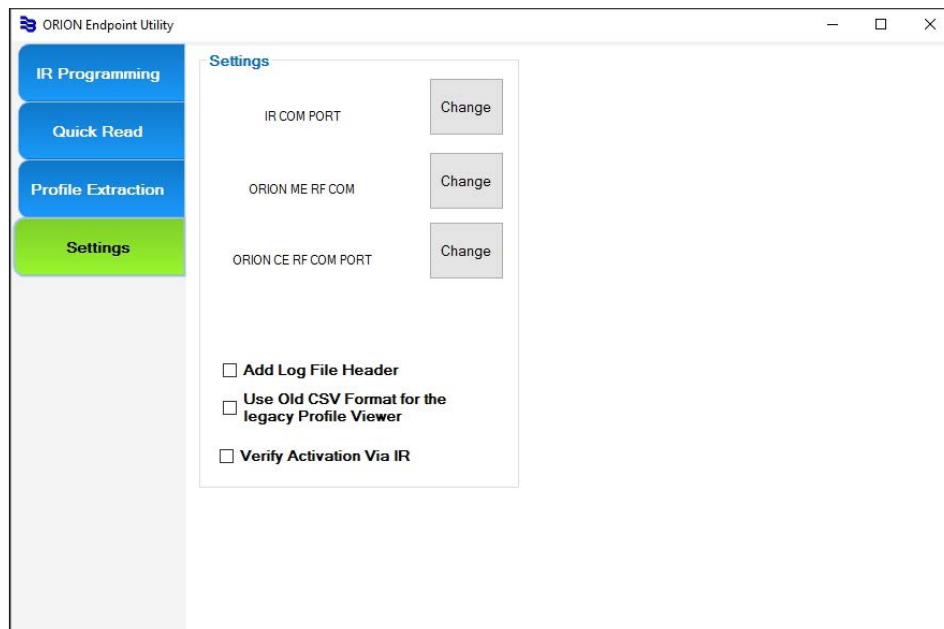 ORION Endpoint Utility
IR Programming
Quick Read
Profile Extraction
Settings
Settings
IR COM PORT
Change
ORION ME RF COM
Change
ORION CE RF COM PORT
Change
Add Log File Header
Use Old CSV Format for the
legacy Profile Viewer
Verify Activation Via IR